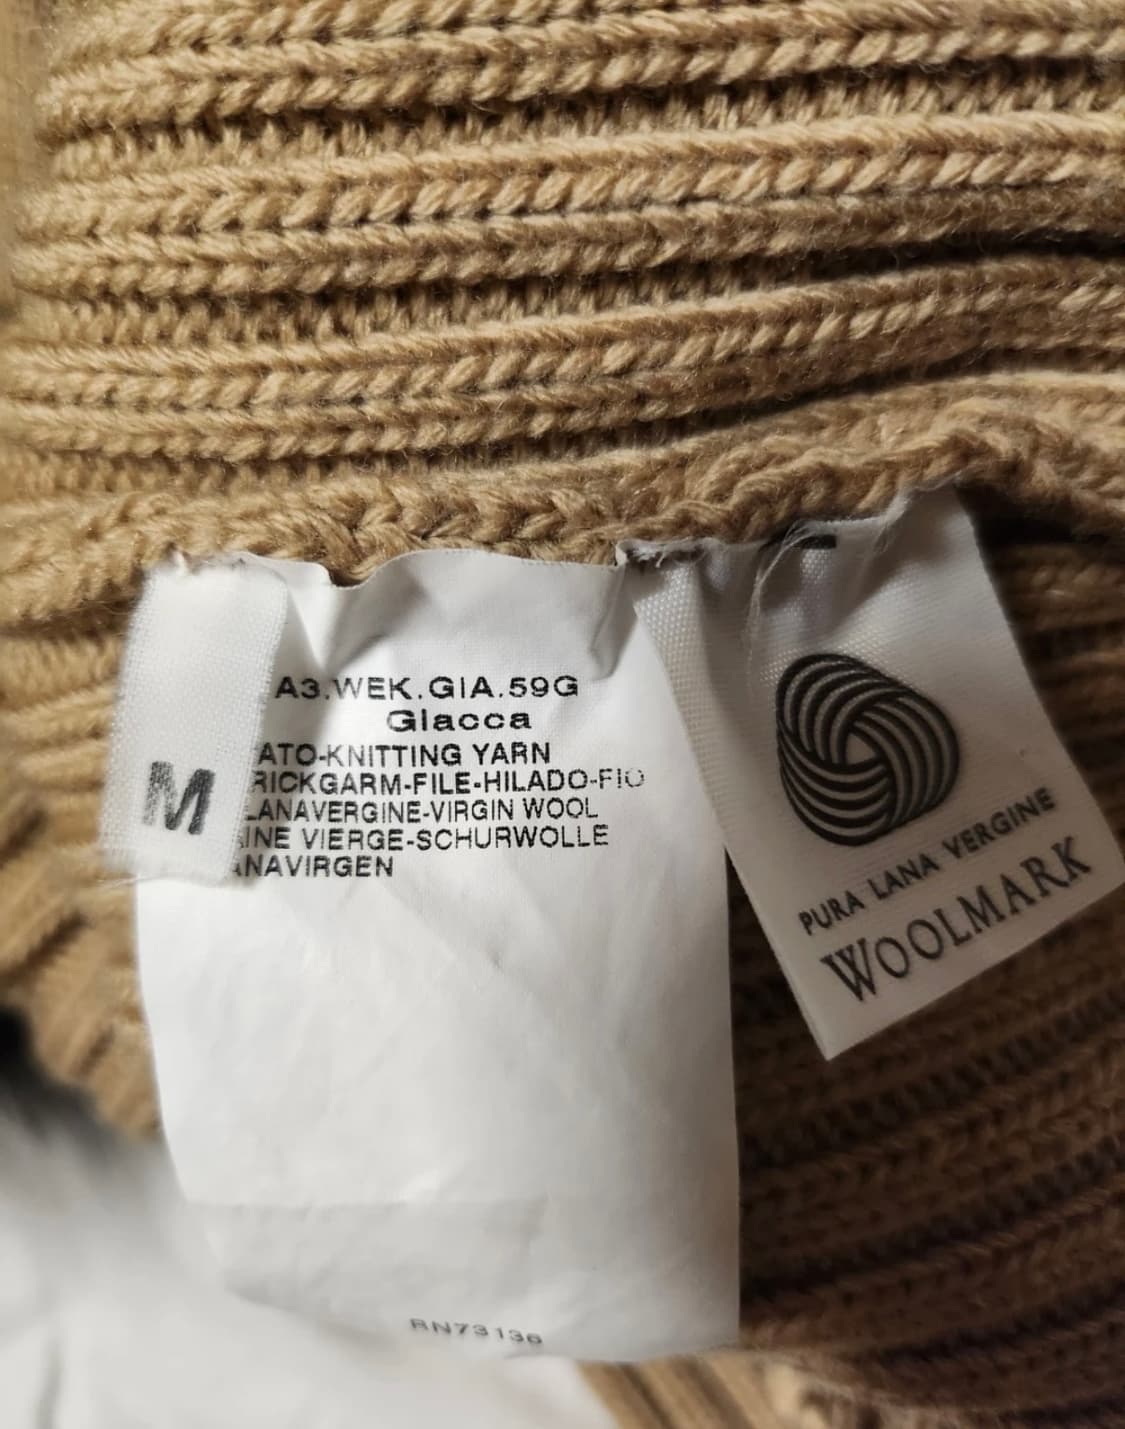 M
A3.WEK.GIA.59G
Giacca
ATO-KNITTING YARN
RICKGARM-FILE-HILADO-FIO
LANAVERGINE-VIRGIN WOOL
AINE VIERGE-SCHURWOLLE
ANAVIRGEN
RN73136
PURA LANA VERGINE
WOOLMARK